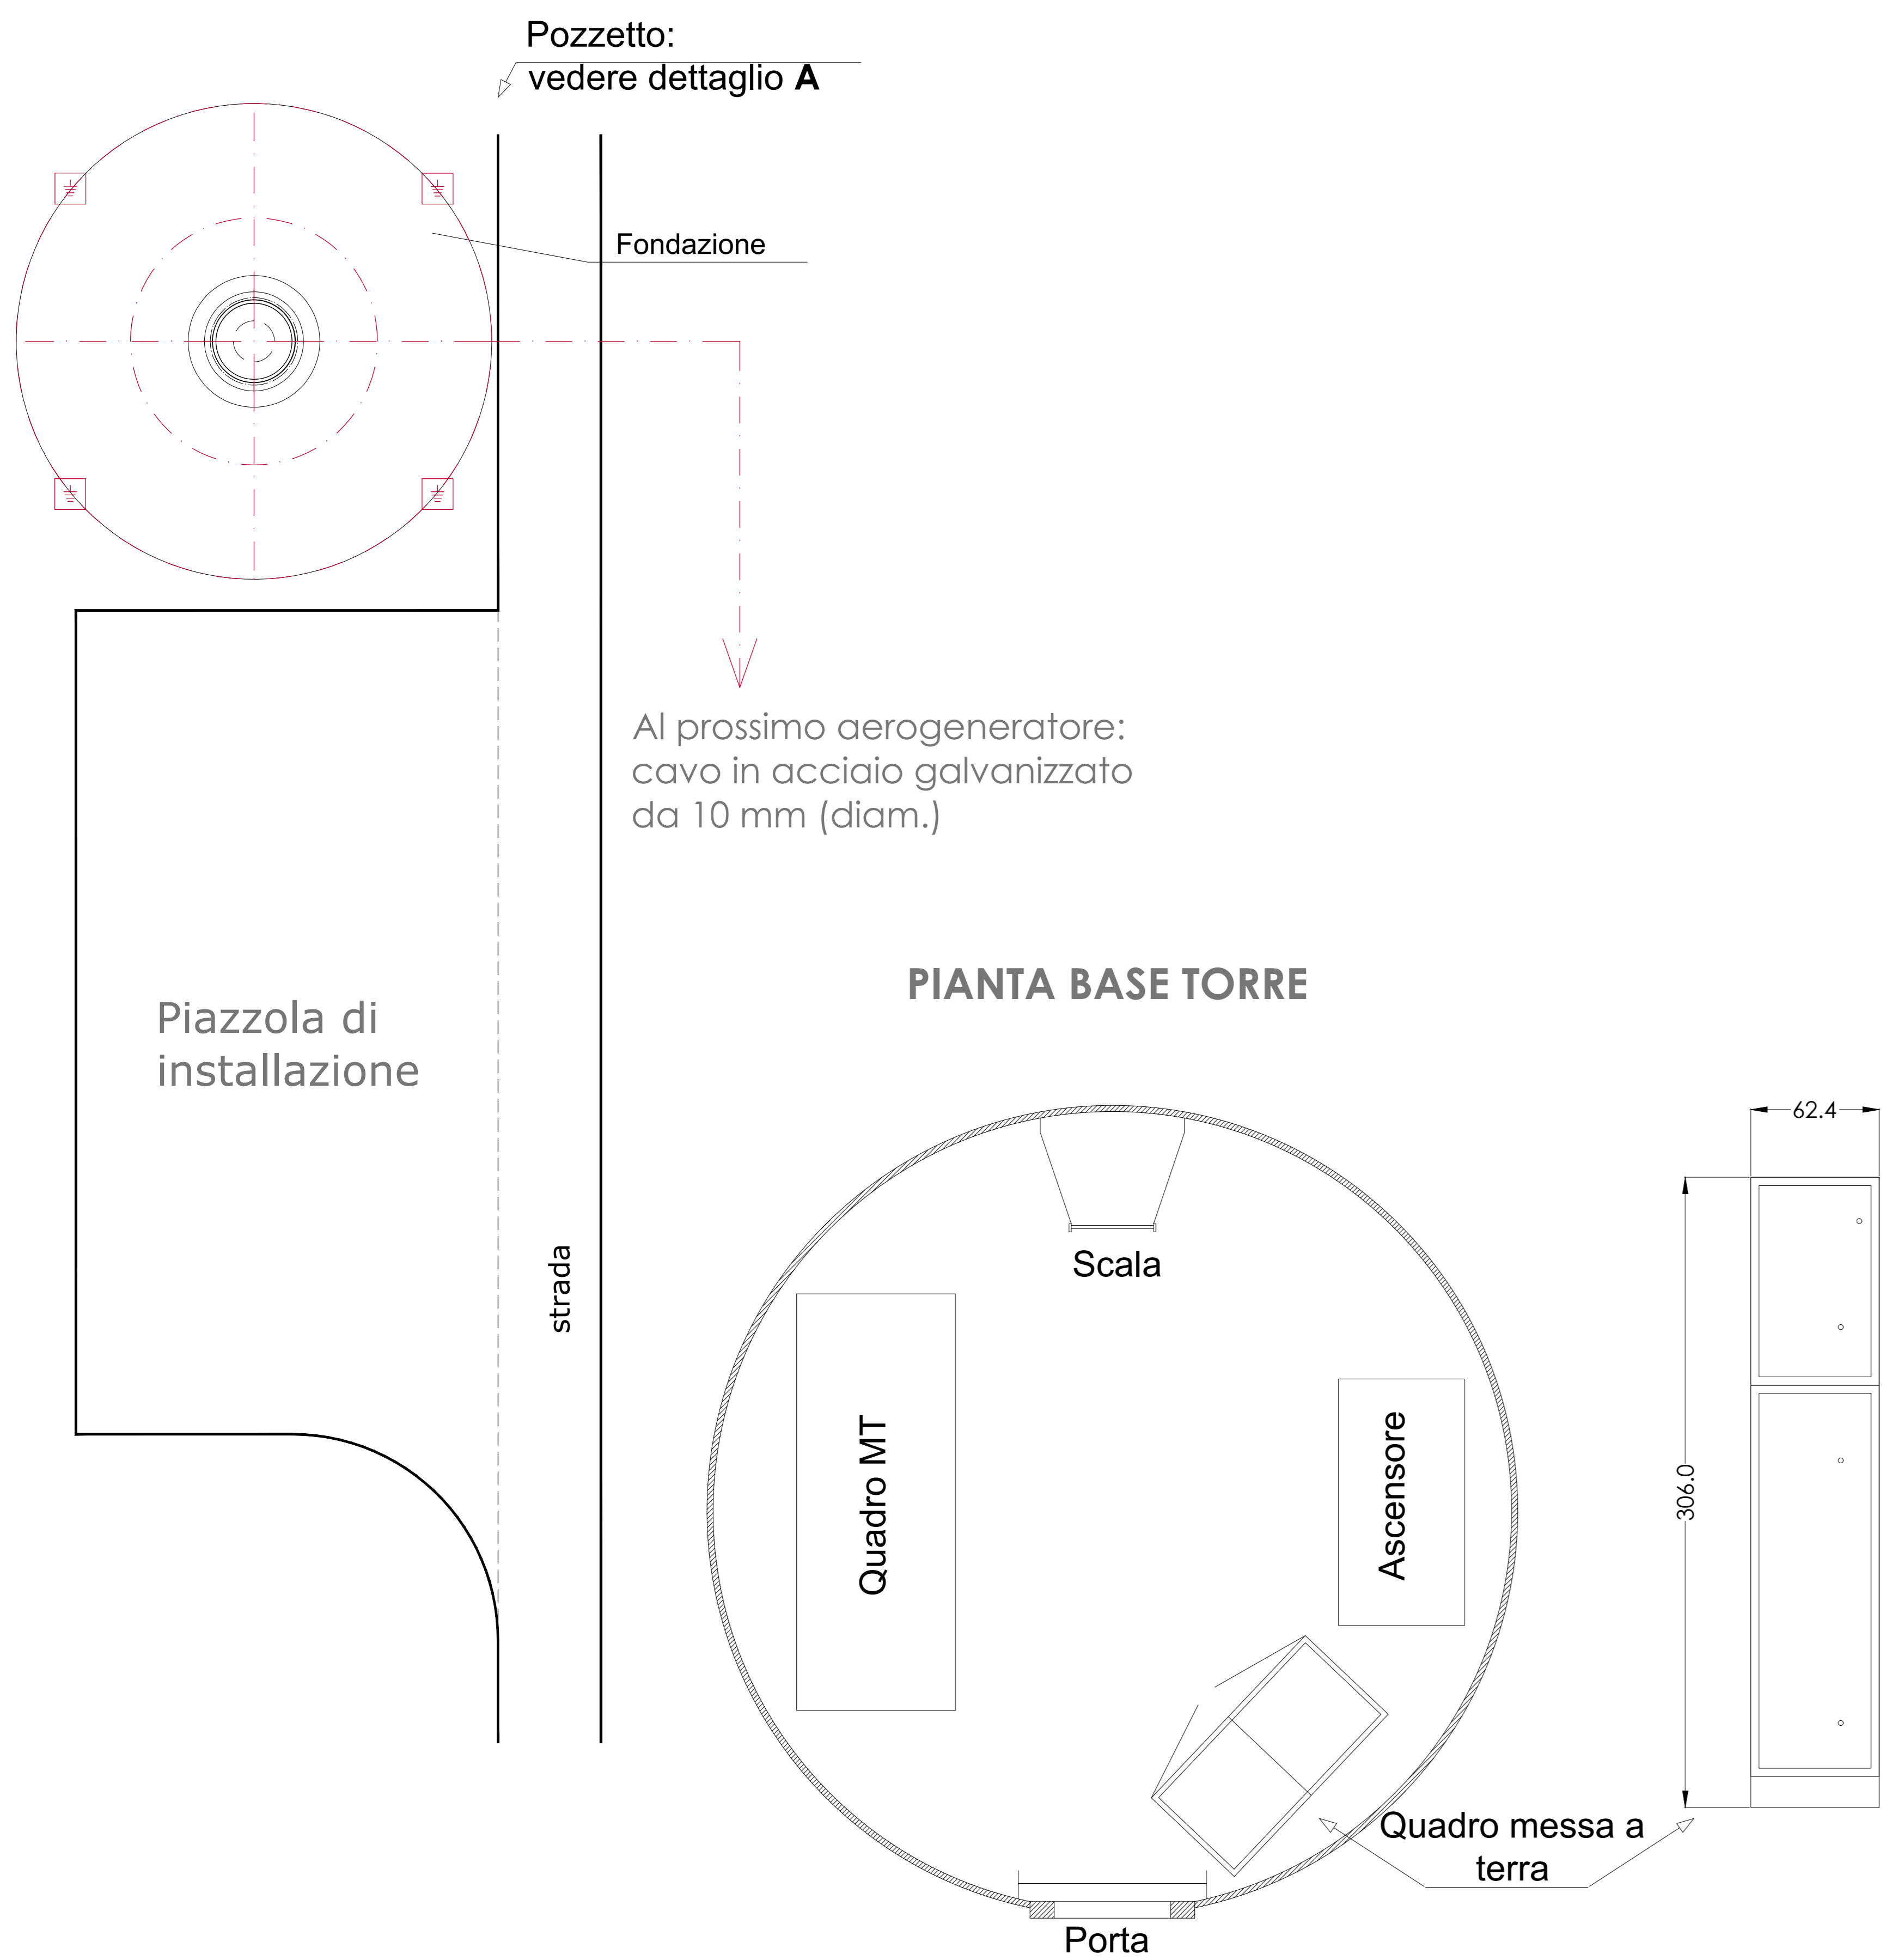 Pozzetto:
vedere dettaglio A
Fondazione
Al prossimo aerogeneratore:
cavo in acciaio galvanizzato
da 10 mm (diam.)
Piazzola di
installazione
strada
PIANTA BASE TORRE
Scala
Quadro MT
Ascensore
Quadro messa a
terra
Porta
62.4
306.0